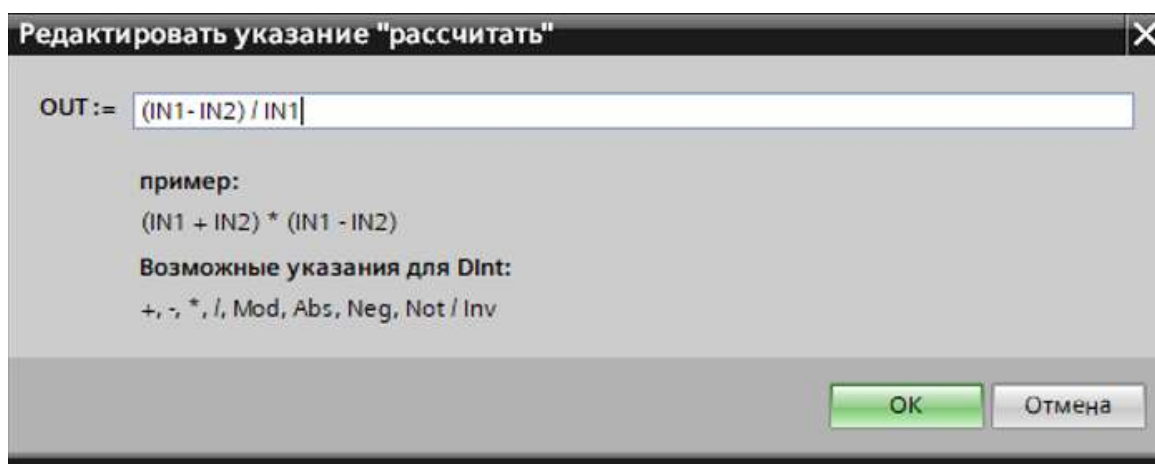 Редактировать указание "рассчитать"
OUT := (IN1- IN2) / IN1
пример:
(IN1 + IN2) * (IN1 - IN2)
Возможные указания для DInt:
+, -, *, /, Mod, Abs, Neg, Not / Inv
OK Отмена